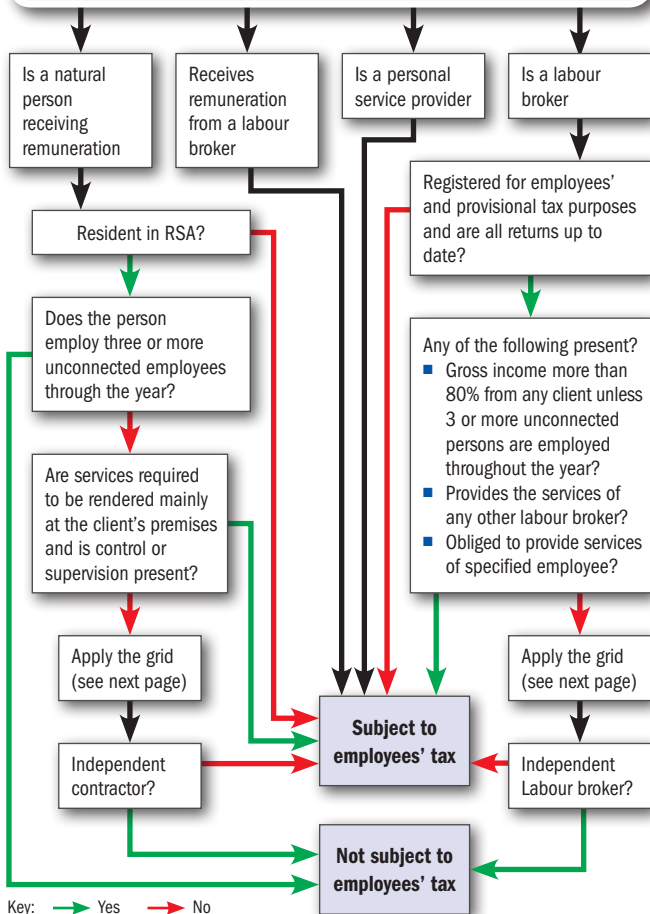 Is a natural
person
receiving
remuneration
Receives
remuneration
from a labour
broker
Is a personal
service provider
Is a labour
broker
Registered for employees'
and provisional tax purposes
and are all returns up to
date?
Resident in RSA?
Does the person
employ three or more
unconnected employees
through the year?
Any of the following present?
■ Gross income more than
80% from any client unless
3 or more unconnected
persons are employed
throughout the year?
■ Provides the services of
any other labour broker?
■ Obliged to provide services
of specified employee?
Are services required
to be rendered mainly
at the client's premises
and is control or
supervision present?
Apply the grid
(see next page)
Apply the grid
(see next page)
Subject to
employees' tax
Independent
contractor?
Independent
Labour broker?
Not subject to
employees' tax
Key: Yes No